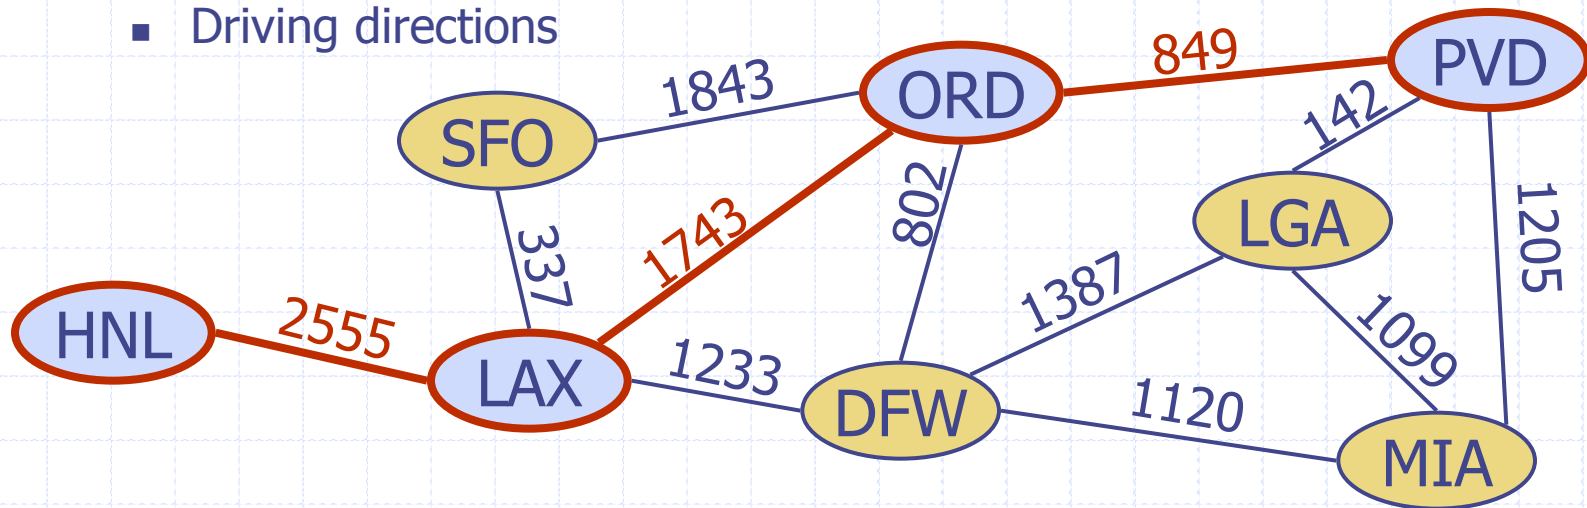 Driving directions
849
PVD
1843
ORD
142
SFO
802
1743
LGA
1205
337
1387
HNL
2555
1099
LAX
1233
DFW
1120
MIA